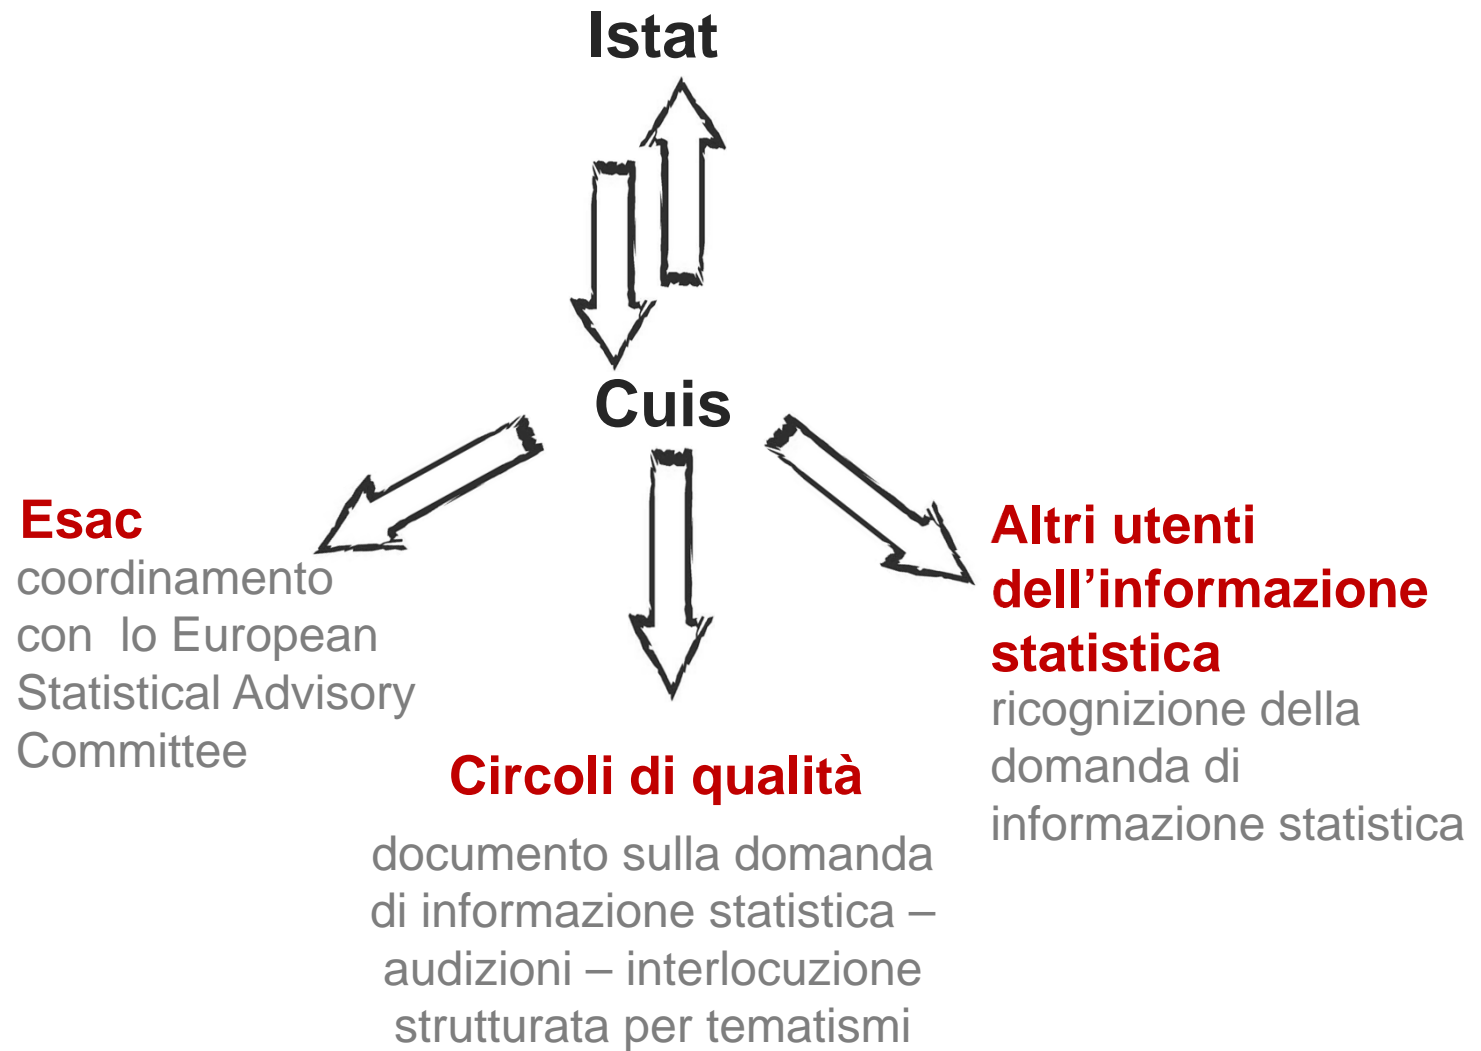 Istat
Cuis
Esac
coordinamento
con lo European
Statistical Advisory
Committee
Circoli di qualità
documento sulla domanda
di informazione statistica –
audizioni – interlocuzione
strutturata per tematismi
Altri utenti
dell’informazione
statistica
ricognizione della
domanda di
informazione statistica